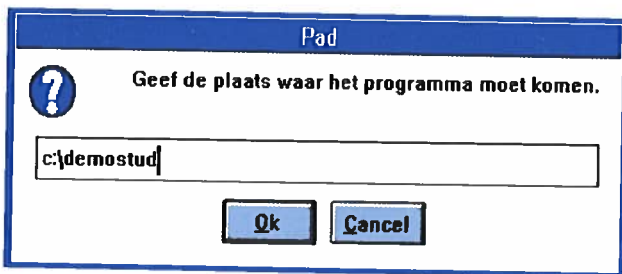 Pad
Geef de plaats waar het programma moet komen.
c:\demostud
Ok
Cancel